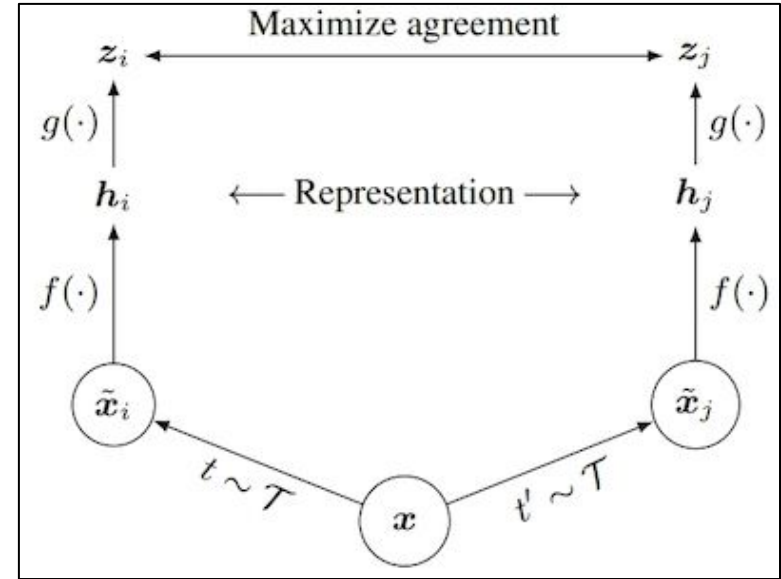 Maximize agreement
z_i z_j
g(·) g(·)
h_i ← Representation → h_j
f(·) f(·)
x̃_i x̃_j
t ~ 𝒯 t' ~ 𝒯
x